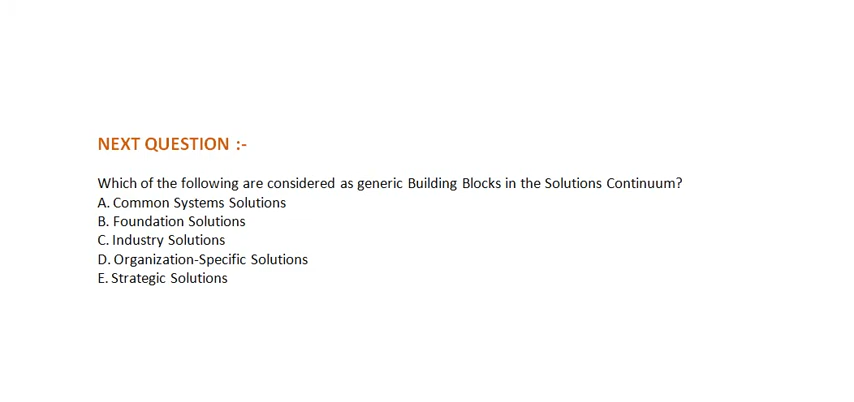 NEXT QUESTION :-
Which of the following are considered as generic Building Blocks in the Solutions Continuum?
A. Common Systems Solutions
B. Foundation Solutions
C. Industry Solutions
D. Organization-Specific Solutions
E. Strategic Solutions